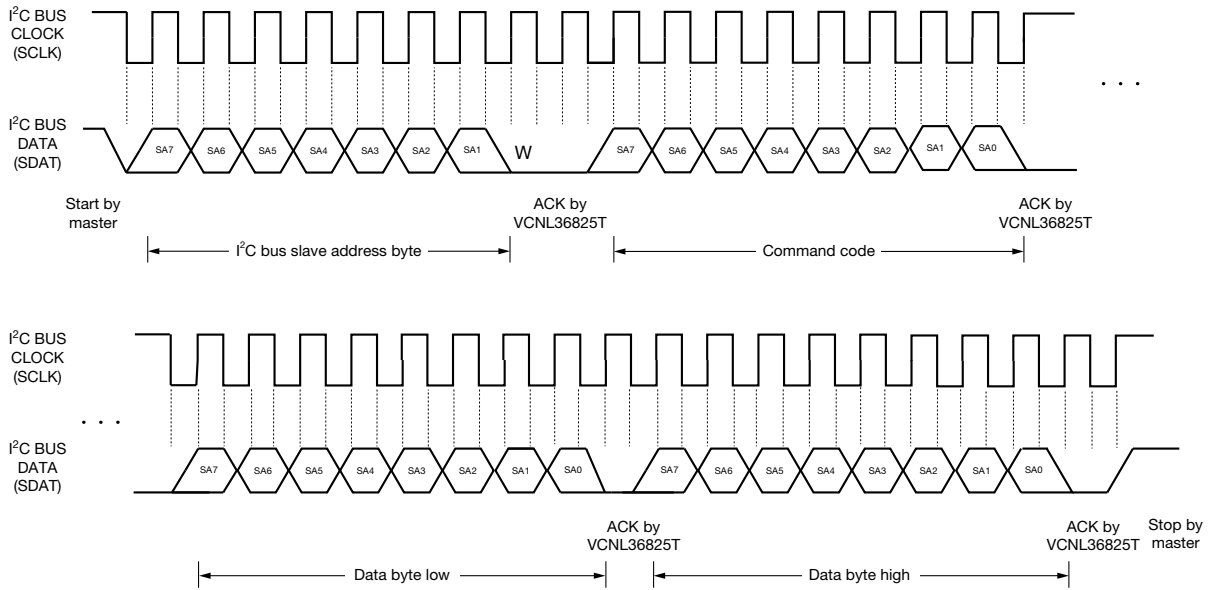 I²C BUS
CLOCK
(SCLK)
. . .
I²C BUS
DATA
(SDAT)
SA7 SA6 SA5 SA4 SA3 SA2 SA1 W SA7 SA6 SA5 SA4 SA3 SA2 SA1 SA0
Start by
master
ACK by
VCNL36825T
ACK by
VCNL36825T
I²C bus slave address byte
Command code
I²C BUS
CLOCK
(SCLK)
. . .
I²C BUS
DATA
(SDAT)
SA7 SA6 SA5 SA4 SA3 SA2 SA1 SA0 SA7 SA6 SA5 SA4 SA3 SA2 SA1 SA0
ACK by
VCNL36825T
ACK by
VCNL36825T
Stop by
master
Data byte low
Data byte high